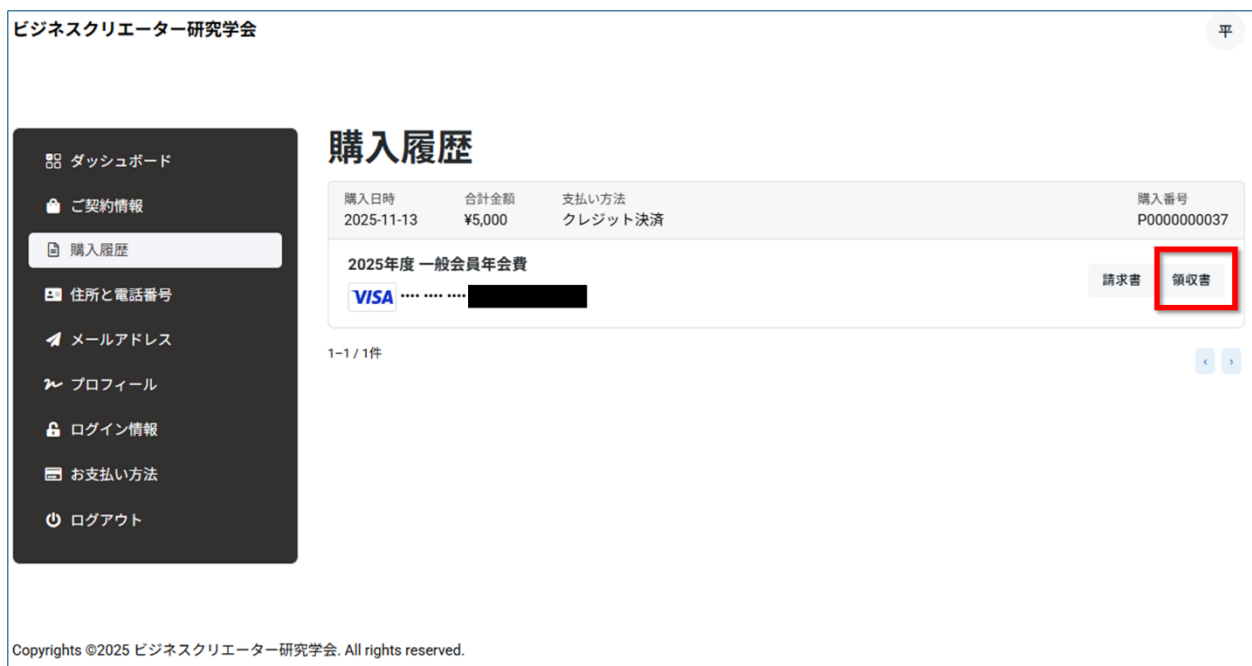 ビジネスクリエーター研究学会
平
ダッシュボード
ご契約情報
購入履歴
住所と電話番号
メールアドレス
プロフィール
ログイン情報
お支払い方法
ログアウト
購入履歴
購入日時 合計金額 支払い方法 購入番号
2025-11-13 ¥5,000 クレジット決済 P0000000037
2025年度 一般会員年会費
VISA •••• •••• ••••
請求書 領収書
1−1 / 1件
‹ ›
Copyrights ©2025 ビジネスクリエーター研究学会. All rights reserved.